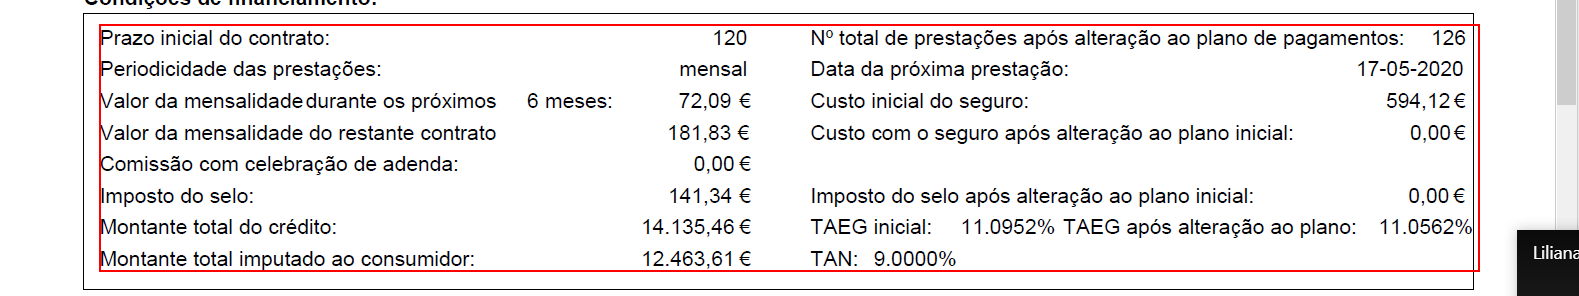 Condições de financiamento:
Prazo inicial do contrato: 120 Nº total de prestações após alteração ao plano de pagamentos: 126
Periodicidade das prestações: mensal Data da próxima prestação: 17-05-2020
Valor da mensalidade durante os próximos 6 meses: 72,09 € Custo inicial do seguro: 594,12 €
Valor da mensalidade do restante contrato 181,83 € Custo com o seguro após alteração ao plano inicial: 0,00 €
Comissão com celebração de adenda: 0,00 €
Imposto do selo: 141,34 € Imposto do selo após alteração ao plano inicial: 0,00 €
Montante total do crédito: 14.135,46 € TAEG inicial: 11.0952% TAEG após alteração ao plano: 11.0562%
Montante total imputado ao consumidor: 12.463,61 € TAN: 9.0000%
Liliana